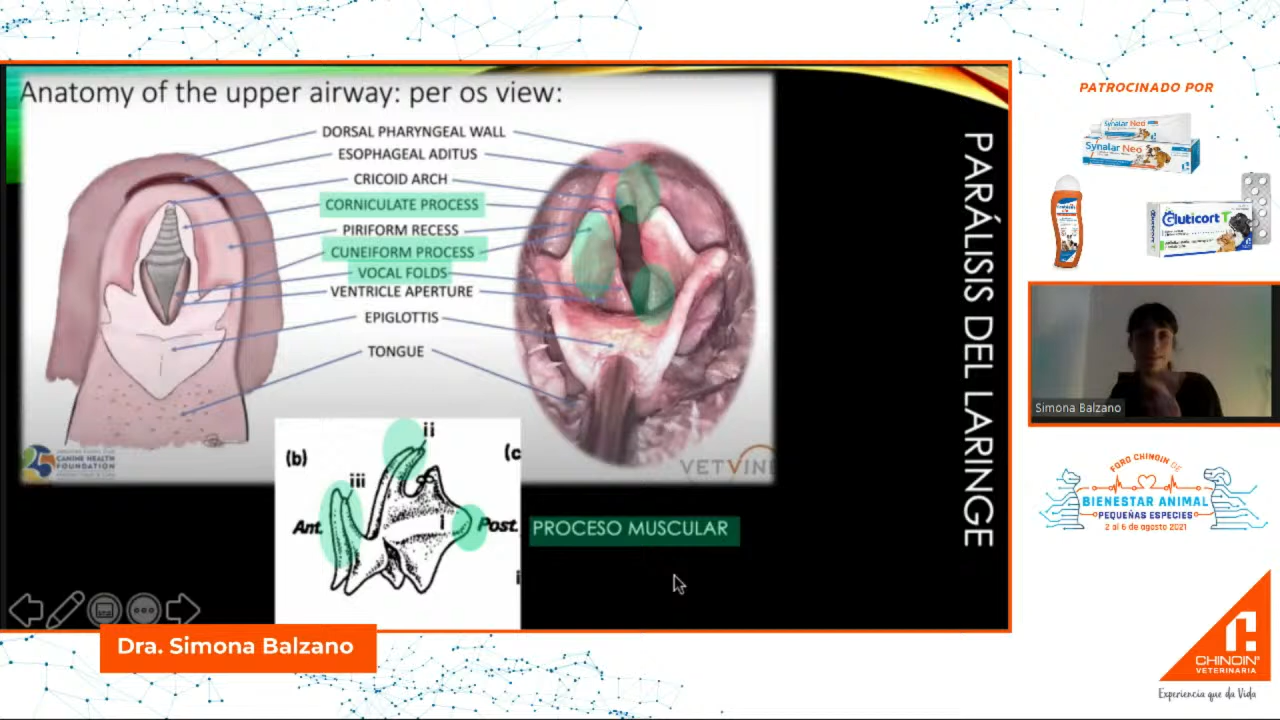 Anatomy of the upper airway: per os view:
DORSAL PHARYNGEAL WALL
ESOPHAGEAL ADITUS
CRICOID ARCH
CORNICULATE PROCESS
PIRIFORM RECESS
CUNEIFORM PROCESS
VOCAL FOLDS
VENTRICLE APERTURE
EPIGLOTTIS
TONGUE
25
CANINE HEALTH
FOUNDATION
VETVINE
(b)
ii
(c
iii
Ant.
i
Post.
i
PROCESO MUSCULAR
PARÁLISIS DEL LARINGE
Dra. Simona Balzano
PATROCINADO POR
Synalar Neo
Synalar Neo
Gluticort T
Simona Balzano
FORO CHINOIN DE
BIENESTAR ANIMAL
PEQUEÑAS ESPECIES
2 al 6 de agosto 2021
CHINOIN
VETERINARIA
Experiencia que da Vida